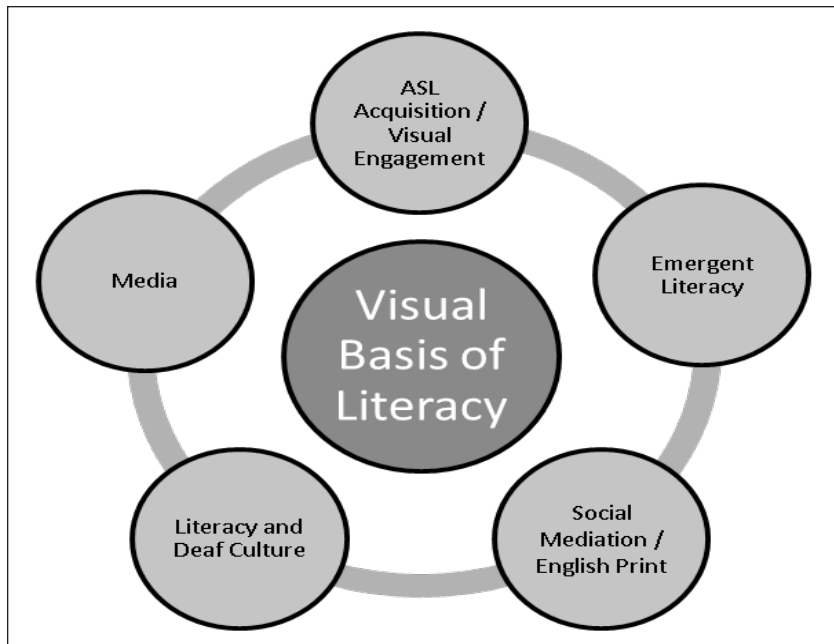 ASL
Acquisition /
Visual
Engagement
Emergent
Literacy
Social
Mediation /
English Print
Literacy and
Deaf Culture
Media
Visual
Basis of
Literacy